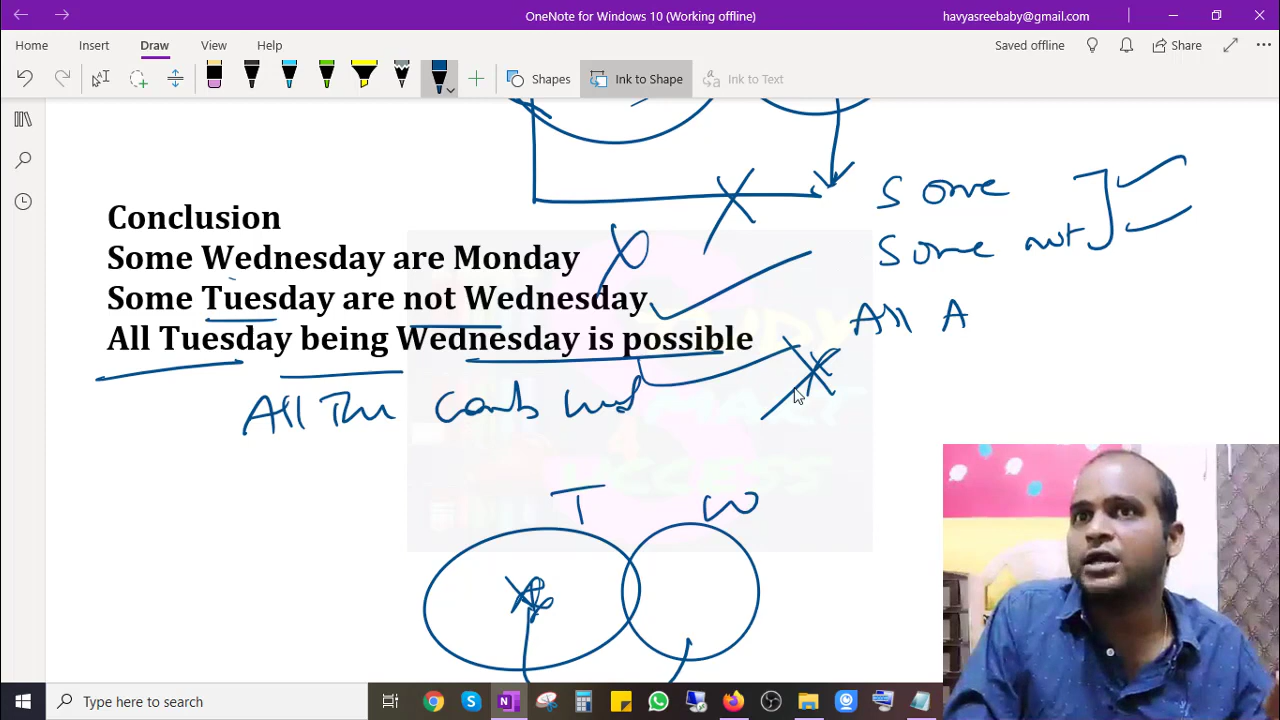 OneNote for Windows 10 (Working offline)
havyasreebaby@gmail.com
Home Insert Draw View Help
Saved offline
Share
Shapes
Ink to Shape
Ink to Text
Some
Some not
Conclusion
Some Wednesday are Monday
Some Tuesday are not Wednesday
All Tuesday being Wednesday is possible
All A
All Thu
T W
Type here to search